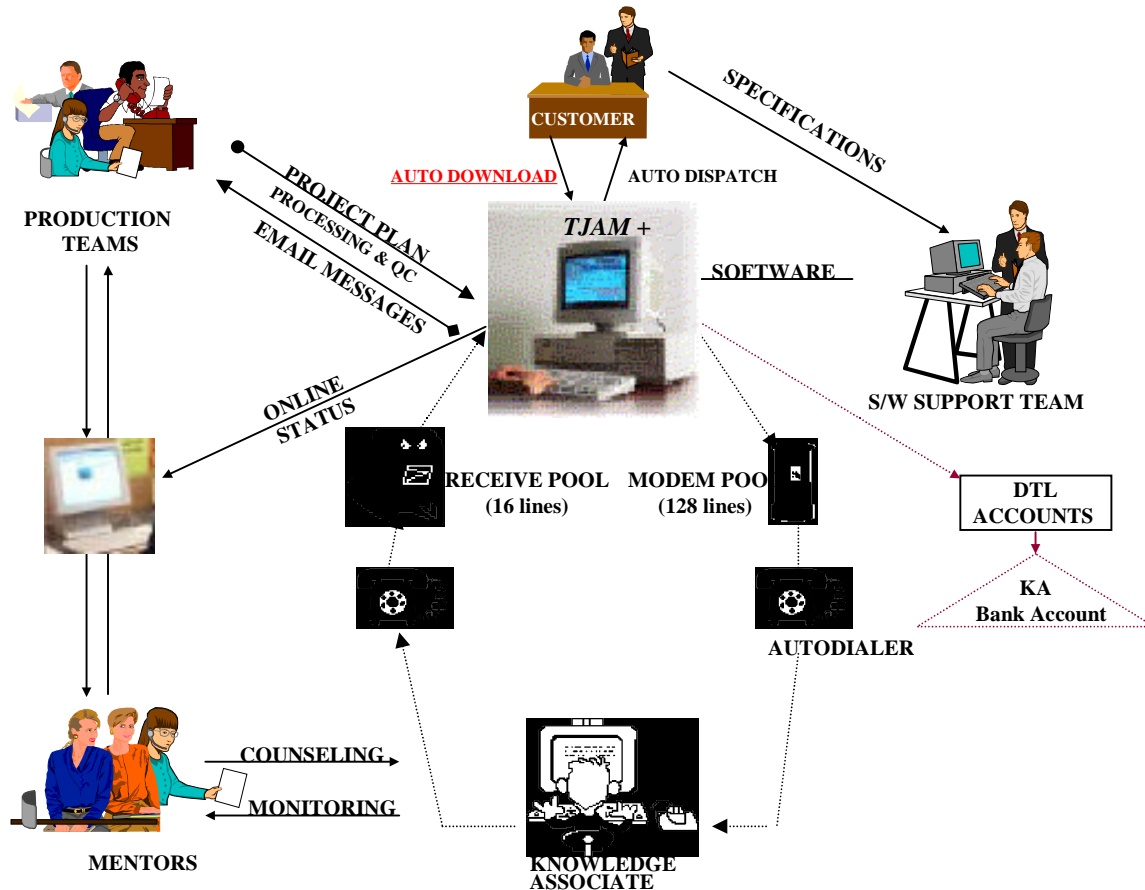 CUSTOMER
SPECIFICATIONS
AUTO DOWNLOAD
AUTO DISPATCH
PROJECT PLAN
PROCESSING & QC
EMAIL MESSAGES
PRODUCTION
TEAMS
TJAM +
SOFTWARE
S/W SUPPORT TEAM
ONLINE
STATUS
RECEIVE POOL
(16 lines)
MODEM POO
(128 lines)
DTL
ACCOUNTS
KA
Bank Account
AUTODIALER
COUNSELING
MONITORING
MENTORS
KNOWLEDGE
ASSOCIATE